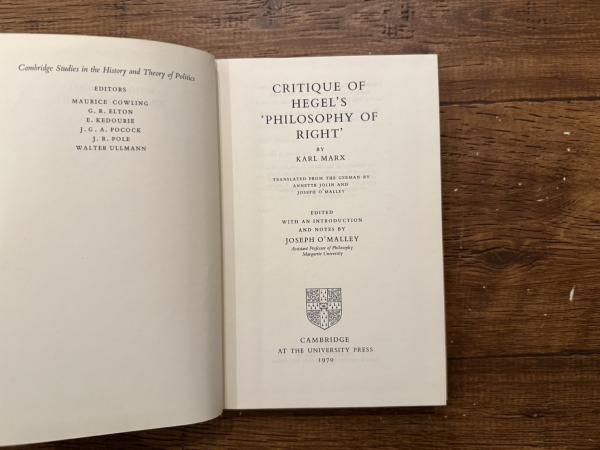 Cambridge Studies in the History and Theory of Politics
EDITORS
MAURICE COWLING
G. R. ELTON
E. KEDOURIE
J. G. A. POCOCK
J. R. POLE
WALTER ULLMANN
CRITIQUE OF
HEGEL'S
'PHILOSOPHY OF
RIGHT'
BY
KARL MARX
TRANSLATED FROM THE GERMAN BY
ANNETTE JOLIN AND
JOSEPH O'MALLEY
EDITED
WITH AN INTRODUCTION
AND NOTES BY
JOSEPH O'MALLEY
Assistant Professor of Philosophy
Marquette University
CAMBRIDGE
AT THE UNIVERSITY PRESS
1970